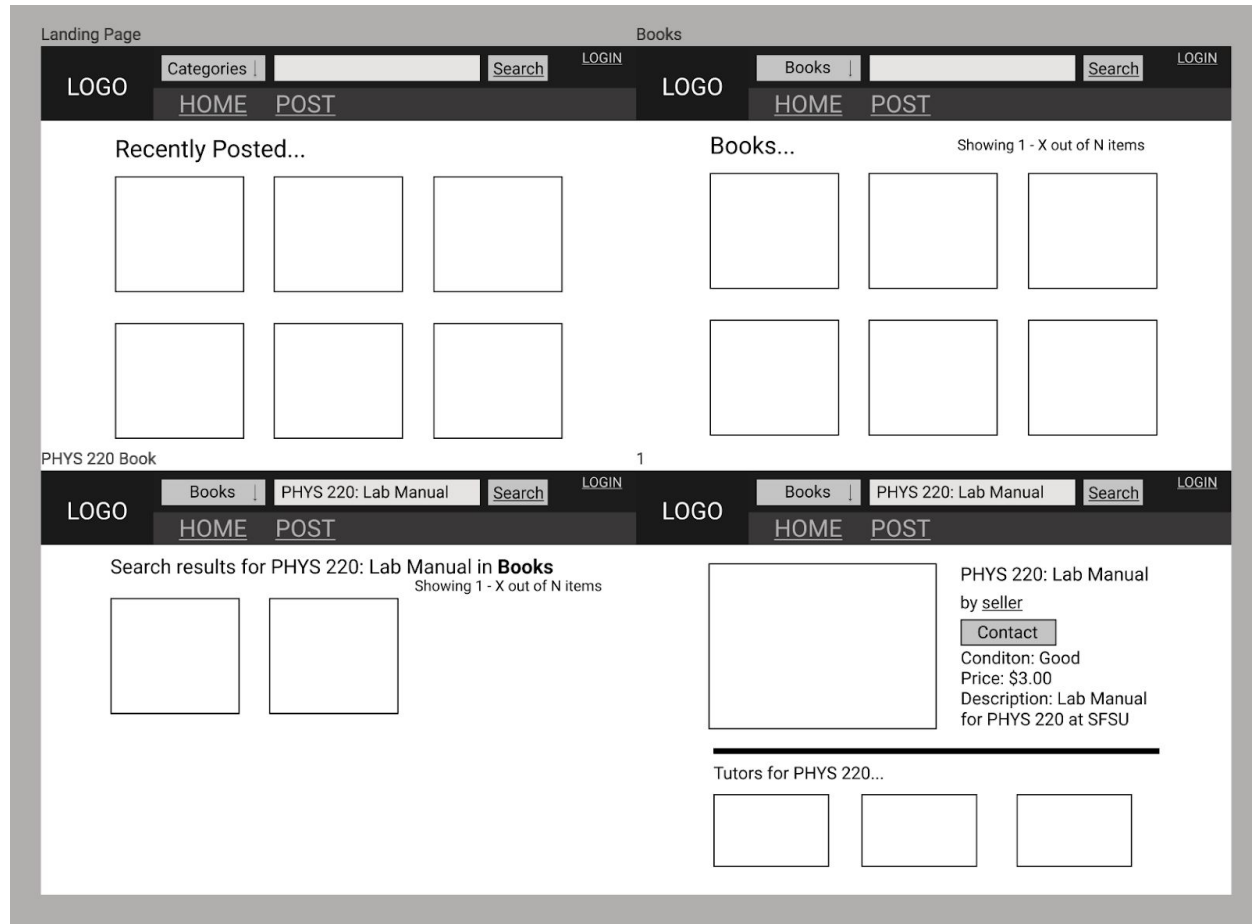 Landing Page
LOGO
Categories
Search
LOGIN
HOME POST
Recently Posted...
Books
LOGO
Books
Search
LOGIN
HOME POST
Books...
Showing 1 - X out of N items
PHYS 220 Book
LOGO
Books
PHYS 220: Lab Manual
Search
LOGIN
HOME POST
Search results for PHYS 220: Lab Manual in Books
Showing 1 - X out of N items
1
LOGO
Books
PHYS 220: Lab Manual
Search
LOGIN
HOME POST
PHYS 220: Lab Manual
by seller
Contact
Conditon: Good
Price: $3.00
Description: Lab Manual
for PHYS 220 at SFSU
Tutors for PHYS 220...